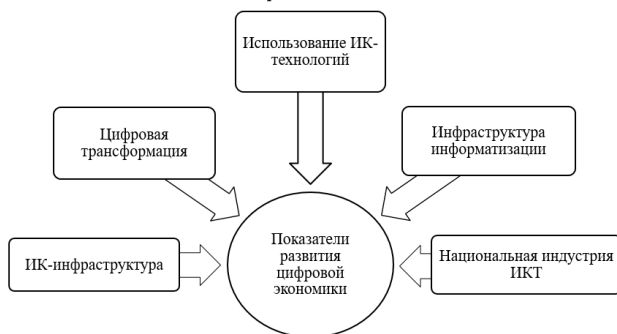 Использование ИК-
технологий
Цифровая
трансформация
Инфраструктура
информатизации
Показатели
развития
цифровой
экономики
ИК-инфраструктура
Национальная индустрия
ИКТ